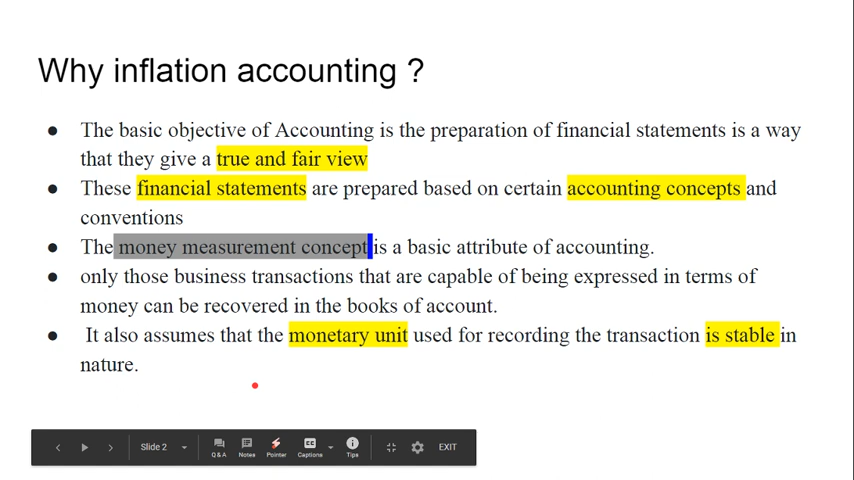 Why inflation accounting ?
● The basic objective of Accounting is the preparation of financial statements is a way
that they give a true and fair view
● These financial statements are prepared based on certain accounting concepts and
conventions
● The money measurement concept is a basic attribute of accounting.
● only those business transactions that are capable of being expressed in terms of
money can be recovered in the books of account.
● It also assumes that the monetary unit used for recording the transaction is stable in
nature.
Slide 2 Q&A Notes Pointer CC Captions Tips EXIT